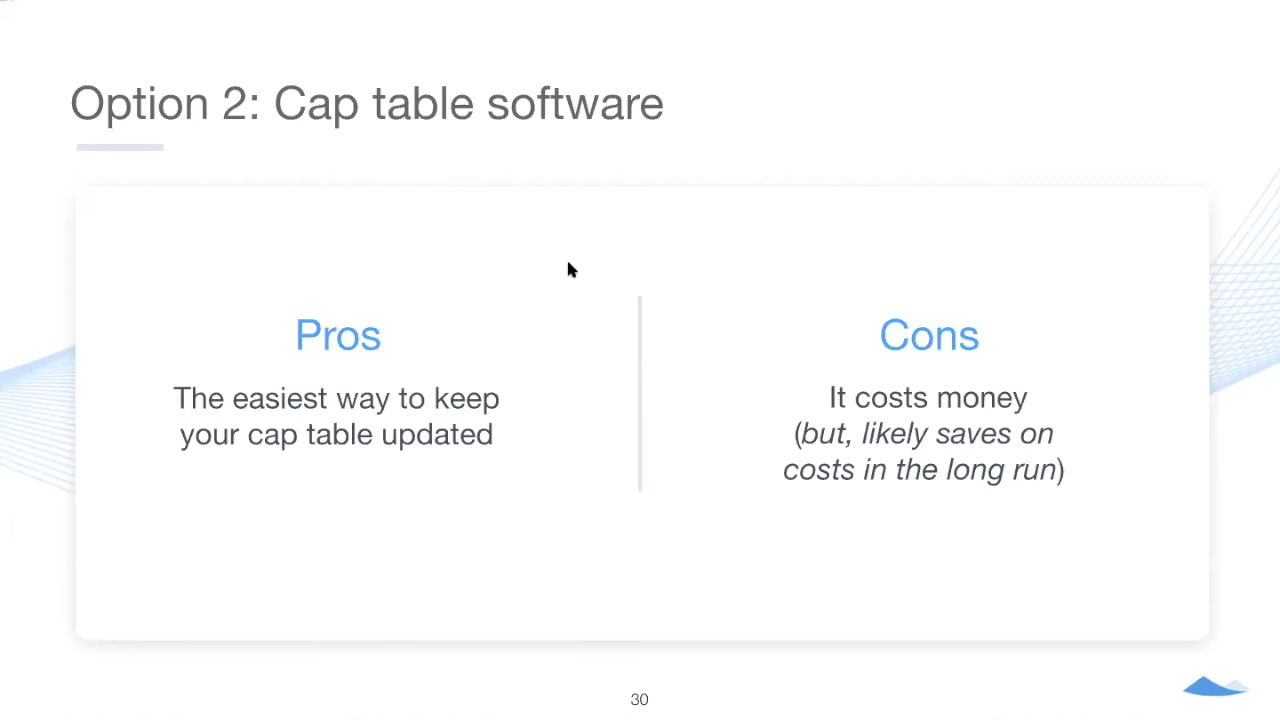 Option 2: Cap table software
Pros
The easiest way to keep
your cap table updated
Cons
It costs money
(but, likely saves on
costs in the long run)
30